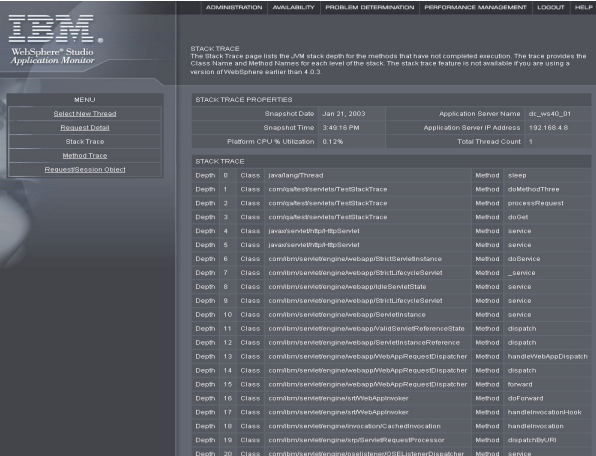 ADMINISTRATION AVAILABILITY PROBLEM DETERMINATION PERFORMANCE MANAGEMENT LOGOUT HELP
IBM®
WebSphere® Studio
Application Monitor
STACK TRACE
The Stack Trace page lists the JVM stack depth for the methods that have not completed execution. The trace provides the
Class Name and Method Names for each level of the stack. The stack trace feature is not available if you are using a
version of WebSphere earlier than 4.0.3.
MENU
Select New Thread
Request Detail
Stack Trace
Method Trace
Request/Session Object
STACK TRACE PROPERTIES
Snapshot Date Jan 21, 2003 Application Server Name dc_ws40_01
Snapshot Time 3:49:16 PM Application Server IP Address 192.168.4.8
Platform CPU % Utilization 0.12% Total Thread Count 1
STACK TRACE
Depth 0 Class java/lang/Thread Method sleep
Depth 1 Class com/qa/test/servlets/TestStackTrace Method doMethodThree
Depth 2 Class com/qa/test/servlets/TestStackTrace Method processRequest
Depth 3 Class com/qa/test/servlets/TestStackTrace Method doGet
Depth 4 Class javax/servlet/http/HttpServlet Method service
Depth 5 Class javax/servlet/http/HttpServlet Method service
Depth 6 Class com/ibm/servlet/engine/webapp/StrictServletInstance Method doService
Depth 7 Class com/ibm/servlet/engine/webapp/StrictLifecycleServlet Method _service
Depth 8 Class com/ibm/servlet/engine/webapp/IdleServletState Method service
Depth 9 Class com/ibm/servlet/engine/webapp/StrictLifecycleServlet Method service
Depth 10 Class com/ibm/servlet/engine/webapp/ServletInstance Method service
Depth 11 Class com/ibm/servlet/engine/webapp/ValidServletReferenceState Method dispatch
Depth 12 Class com/ibm/servlet/engine/webapp/ServletInstanceReference Method dispatch
Depth 13 Class com/ibm/servlet/engine/webapp/WebAppRequestDispatcher Method handleWebAppDispatch
Depth 14 Class com/ibm/servlet/engine/webapp/WebAppRequestDispatcher Method dispatch
Depth 15 Class com/ibm/servlet/engine/webapp/WebAppRequestDispatcher Method forward
Depth 16 Class com/ibm/servlet/engine/srt/WebAppInvoker Method doForward
Depth 17 Class com/ibm/servlet/engine/srt/WebAppInvoker Method handleInvocationHook
Depth 18 Class com/ibm/servlet/engine/invocation/CachedInvocation Method handleInvocation
Depth 19 Class com/ibm/servlet/engine/srp/ServletRequestProcessor Method dispatchByURI
Depth 20 Class com/ibm/servlet/engine/oselistener/OSEListenerDispatcher Method service